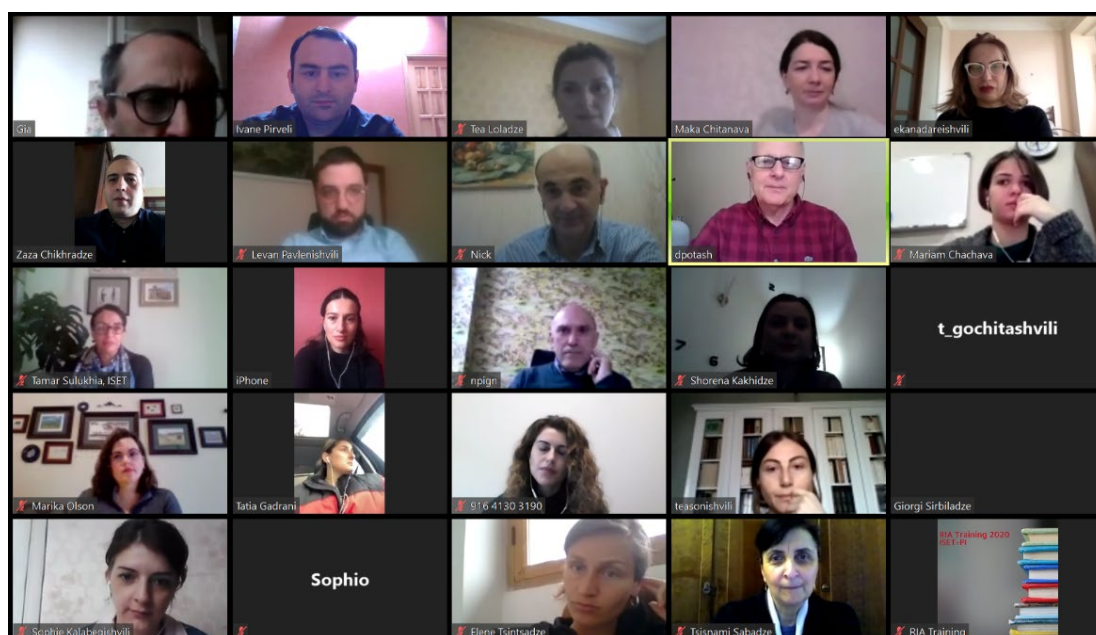 Gia
Ivane Pirveli
Tea Loladze
Maka Chitanava
ekanadareishvili
Zaza Chikhradze
Levan Pavlenishvili
Nick
dpotash
Mariam Chachava
Tamar Sulukhia, ISET
iPhone
npign
Shorena Kakhidze
t_gochitashvili
Marika Olson
Tatia Gadrani
916 4130 3190
teasonishvili
Giorgi Sirbiladze
Sophie Kalabegishvili
Sophio
Elene Tsintsadze
Tsisnami Sabadze
RIA Training 2020
ISET-PI
RIA Training